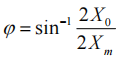 φ = sin⁻¹ 2X₀ / 2Xₘ